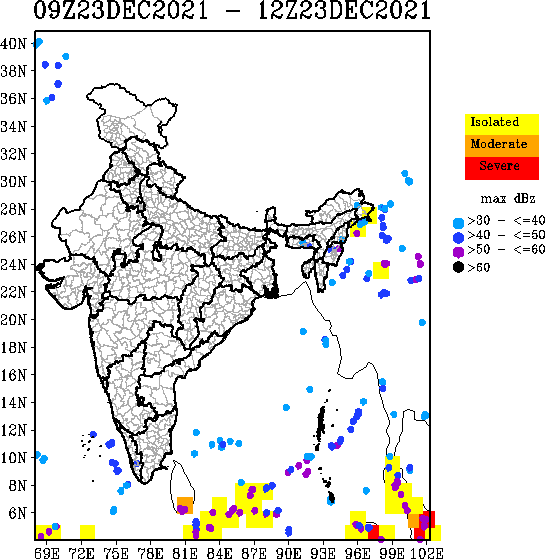 09Z23DEC2021 - 12Z23DEC2021
40N
38N
36N
34N
32N
30N
28N
26N
24N
22N
20N
18N
16N
14N
12N
10N
8N
6N
69E 72E 75E 78E 81E 84E 87E 90E 93E 96E 99E 102E
Isolated
Moderate
Severe
max dBz
>30 - <=40
>40 - <=50
>50 - <=60
>60